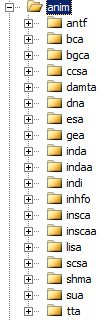 anim
antf
bca
bgca
ccsa
damta
dna
esa
gea
inda
indaa
indi
inhfo
insca
inscaa
lisa
scsa
shma
sua
tta